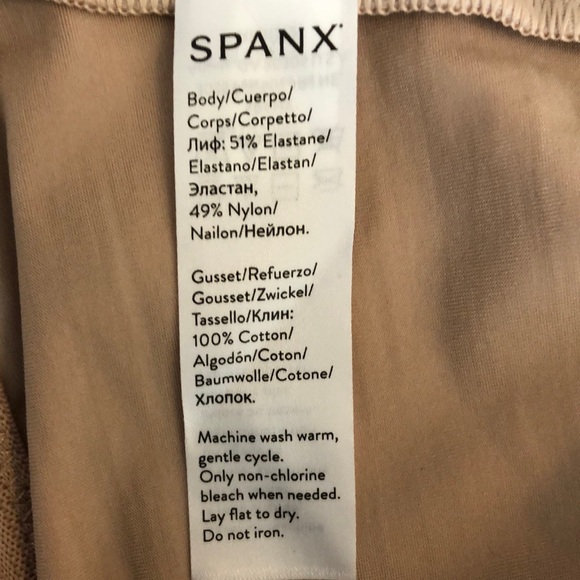 SPANX
Body/Cuerpo/
Corps/Corpetto/
Лиф: 51% Elastane/
Elastano/Elastan/
Эластан,
49% Nylon/
Nailon/Нейлон.
Gusset/Refuerzo/
Gousset/Zwickel/
Tassello/Клин:
100% Cotton/
Algodón/Coton/
Baumwolle/Cotone/
Хлопок.
Machine wash warm,
gentle cycle.
Only non-chlorine
bleach when needed.
Lay flat to dry.
Do not iron.